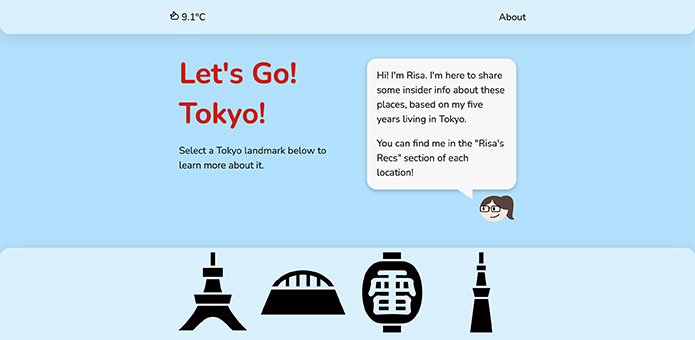 9.1°C
About
Let's Go!
Tokyo!
Select a Tokyo landmark below to
learn more about it.
Hi! I'm Risa. I'm here to share
some insider info about these
places, based on my five
years living in Tokyo.
You can find me in the "Risa's
Recs" section of each
location!
雷